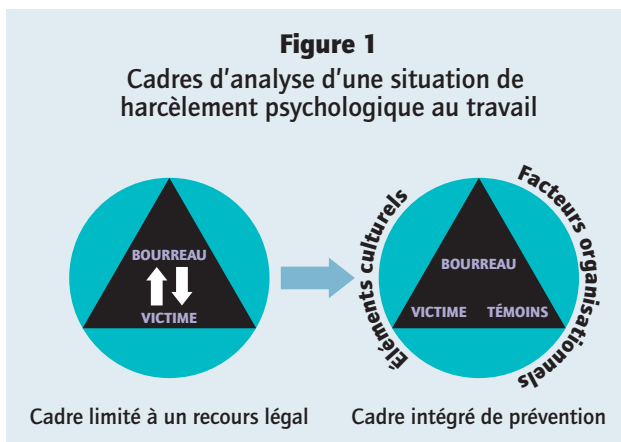 Figure 1
Cadres d'analyse d'une situation de
harcèlement psychologique au travail
BOURREAU
VICTIME
Éléments culturels
Facteurs organisationnels
BOURREAU
VICTIME TÉMOINS
Cadre limité à un recours légal
Cadre intégré de prévention